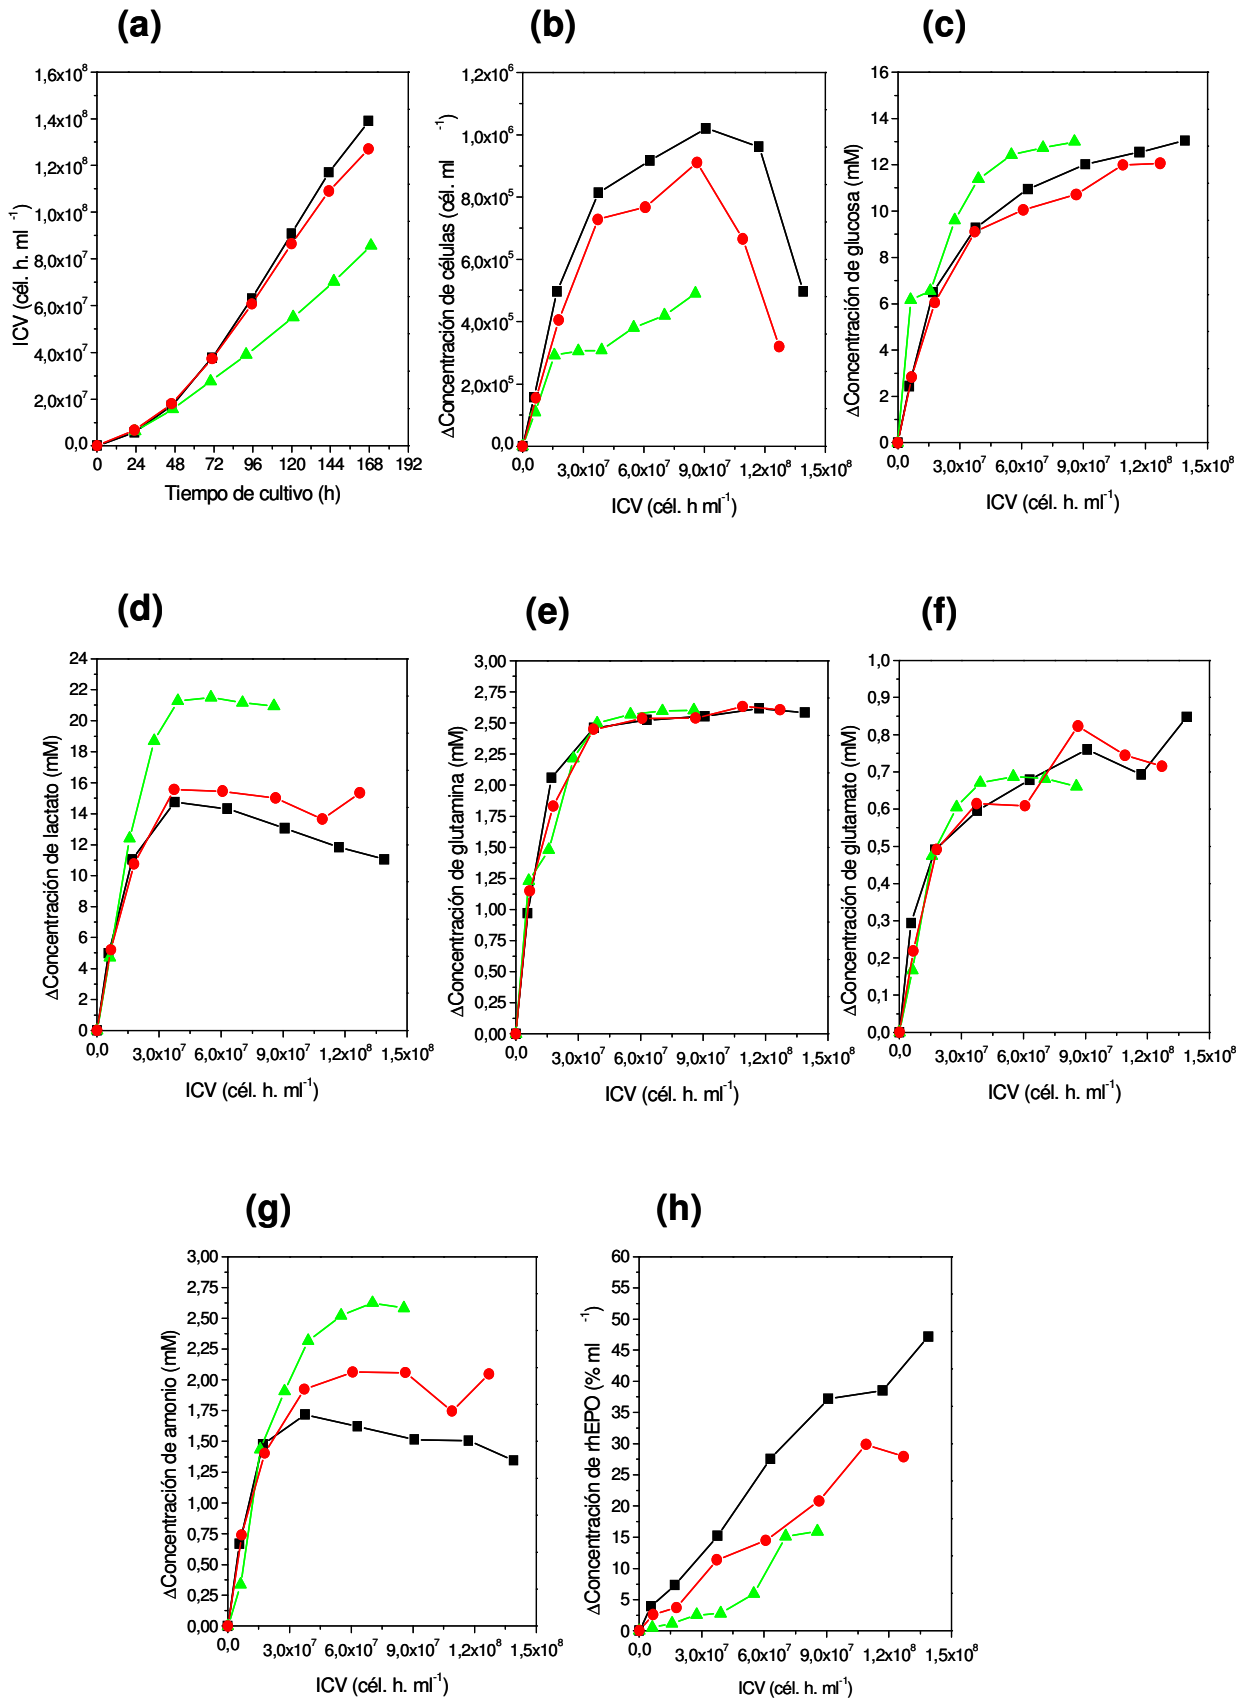 (a)
(b)
(c)
1,6x10⁸
1,4x10⁸
1,2x10⁸
1,0x10⁸
8,0x10⁷
6,0x10⁷
4,0x10⁷
2,0x10⁷
0,0
ICV (cél. h. ml⁻¹)
0 24 48 72 96 120 144 168 192
Tiempo de cultivo (h)
1,2x10⁶
1,0x10⁶
8,0x10⁵
6,0x10⁵
4,0x10⁵
2,0x10⁵
0,0
ΔConcentración de células (cél. ml⁻¹)
0,0 3,0x10⁷ 6,0x10⁷ 9,0x10⁷ 1,2x10⁸ 1,5x10⁸
ICV (cél. h ml⁻¹)
16
14
12
10
8
6
4
2
0
ΔConcentración de glucosa (mM)
0,0 3,0x10⁷ 6,0x10⁷ 9,0x10⁷ 1,2x10⁸ 1,5x10⁸
ICV (cél. h. ml⁻¹)
(d)
(e)
(f)
24
22
20
18
16
14
12
10
8
6
4
2
0
ΔConcentración de lactato (mM)
0,0 3,0x10⁷ 6,0x10⁷ 9,0x10⁷ 1,2x10⁸ 1,5x10⁸
ICV (cél. h. ml⁻¹)
3,00
2,75
2,50
2,25
2,00
1,75
1,50
1,25
1,00
0,75
0,50
0,25
0,00
ΔConcentración de glutamina (mM)
0,0 3,0x10⁷ 6,0x10⁷ 9,0x10⁷ 1,2x10⁸ 1,5x10⁸
ICV (cél. h. ml⁻¹)
1,0
0,9
0,8
0,7
0,6
0,5
0,4
0,3
0,2
0,1
0,0
ΔConcentración de glutamato (mM)
0,0 3,0x10⁷ 6,0x10⁷ 9,0x10⁷ 1,2x10⁸ 1,5x10⁸
ICV (cél. h. ml⁻¹)
(g)
(h)
3,00
2,75
2,50
2,25
2,00
1,75
1,50
1,25
1,00
0,75
0,50
0,25
0,00
ΔConcentración de amonio (mM)
0,0 3,0x10⁷ 6,0x10⁷ 9,0x10⁷ 1,2x10⁸ 1,5x10⁸
ICV (cél. h. ml⁻¹)
60
55
50
45
40
35
30
25
20
15
10
5
0
ΔConcentración de rhEPO (% ml⁻¹)
0,0 3,0x10⁷ 6,0x10⁷ 9,0x10⁷ 1,2x10⁸ 1,5x10⁸
ICV (cél. h. ml⁻¹)